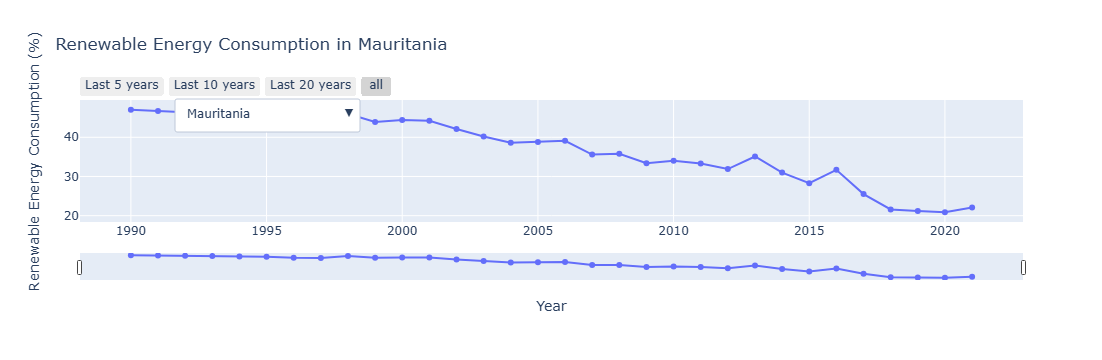 Renewable Energy Consumption in Mauritania
Last 5 years Last 10 years Last 20 years all
Mauritania ▼
Renewable Energy Consumption (%)
40
30
20
1990 1995 2000 2005 2010 2015 2020
Year